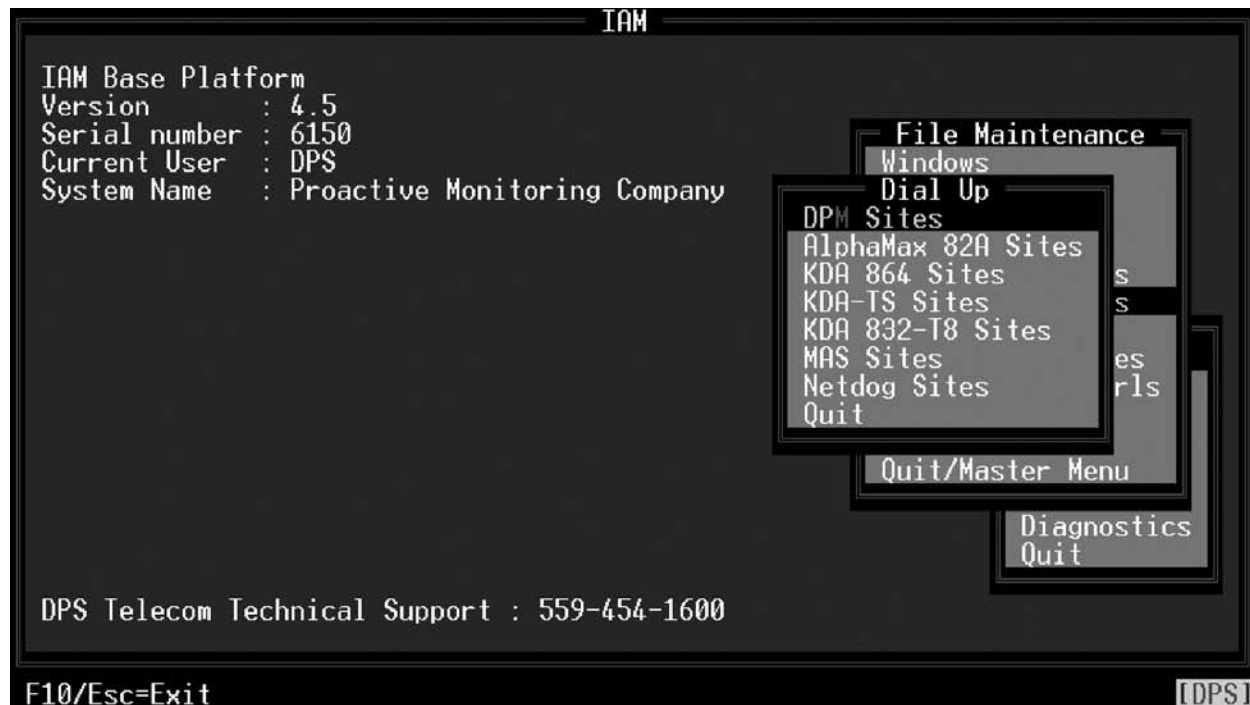 IAM
IAM Base Platform
Version : 4.5
Serial number : 6150
Current User : DPS
System Name : Proactive Monitoring Company
File Maintenance
Windows
Dial Up
DPM Sites
AlphaMax 82A Sites
KDA 864 Sites
s
KDA-TS Sites
s
KDA 832-T8 Sites
MAS Sites
es
Netdog Sites
rls
Quit
Quit/Master Menu
Diagnostics
Quit
DPS Telecom Technical Support : 559-454-1600
F10/Esc=Exit
[DPS]